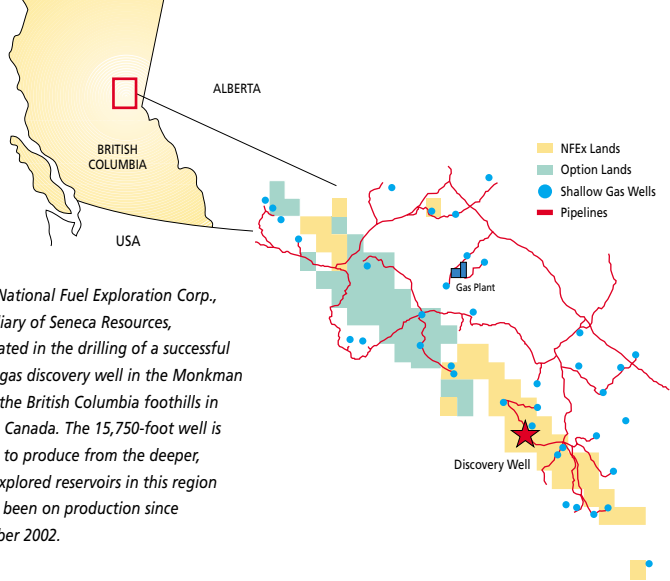 ALBERTA
BRITISH
COLUMBIA
USA
NFEx Lands
Option Lands
Shallow Gas Wells
Pipelines
Gas Plant
Discovery Well
National Fuel Exploration Corp.,
iary of Seneca Resources,
ated in the drilling of a successful
gas discovery well in the Monkman
the British Columbia foothills in
Canada. The 15,750-foot well is
to produce from the deeper,
xplored reservoirs in this region
been on production since
ber 2002.